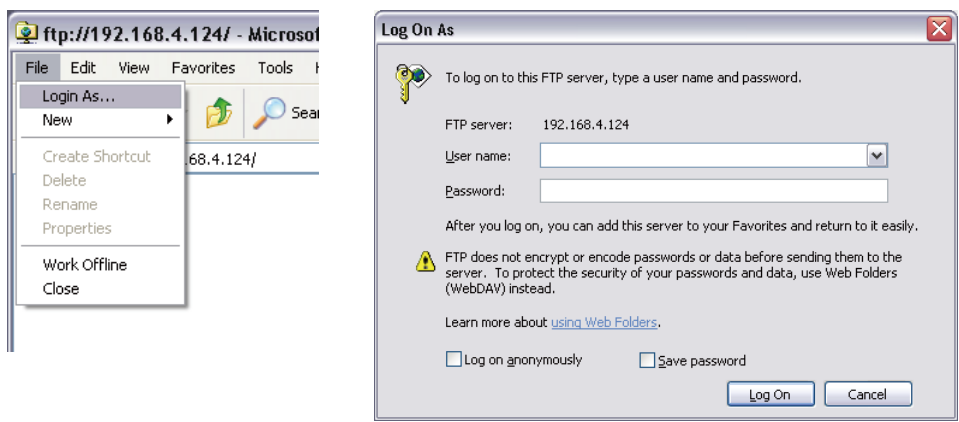 ftp://192.168.4.124/ - Microsof
File Edit View Favorites Tools
Login As...
New
Sear
Create Shortcut
.68.4.124/
Delete
Rename
Properties
Work Offline
Close
Log On As
To log on to this FTP server, type a user name and password.
FTP server: 192.168.4.124
User name:
Password:
After you log on, you can add this server to your Favorites and return to it easily.
FTP does not encrypt or encode passwords or data before sending them to the
server. To protect the security of your passwords and data, use Web Folders
(WebDAV) instead.
Learn more about using Web Folders.
Log on anonymously Save password
Log On Cancel